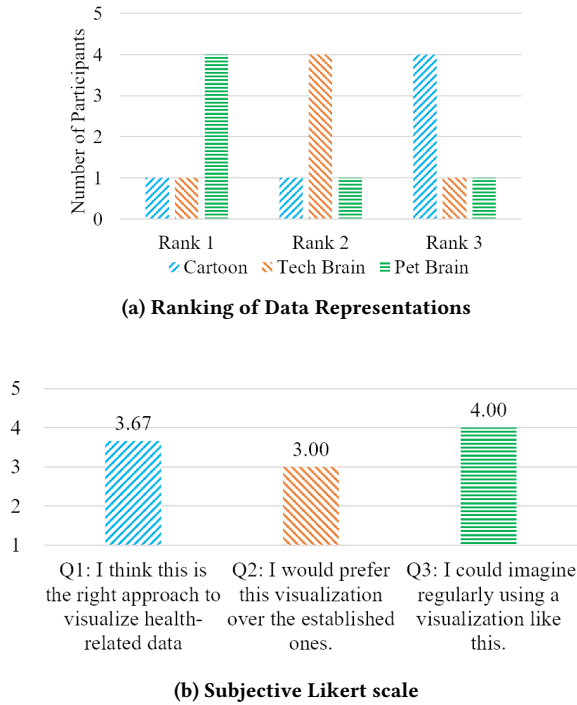 5
4
3
2
1
0
Number of Participants
Rank 1 Rank 2 Rank 3
Cartoon Tech Brain Pet Brain
(a) Ranking of Data Representations
5
4
3
2
1
3.67
3.00
4.00
Q1: I think this is
the right approach to
visualize health-
related data
Q2: I would prefer
this visualization
over the established
ones.
Q3: I could imagine
regularly using a
visualization like
this.
(b) Subjective Likert scale